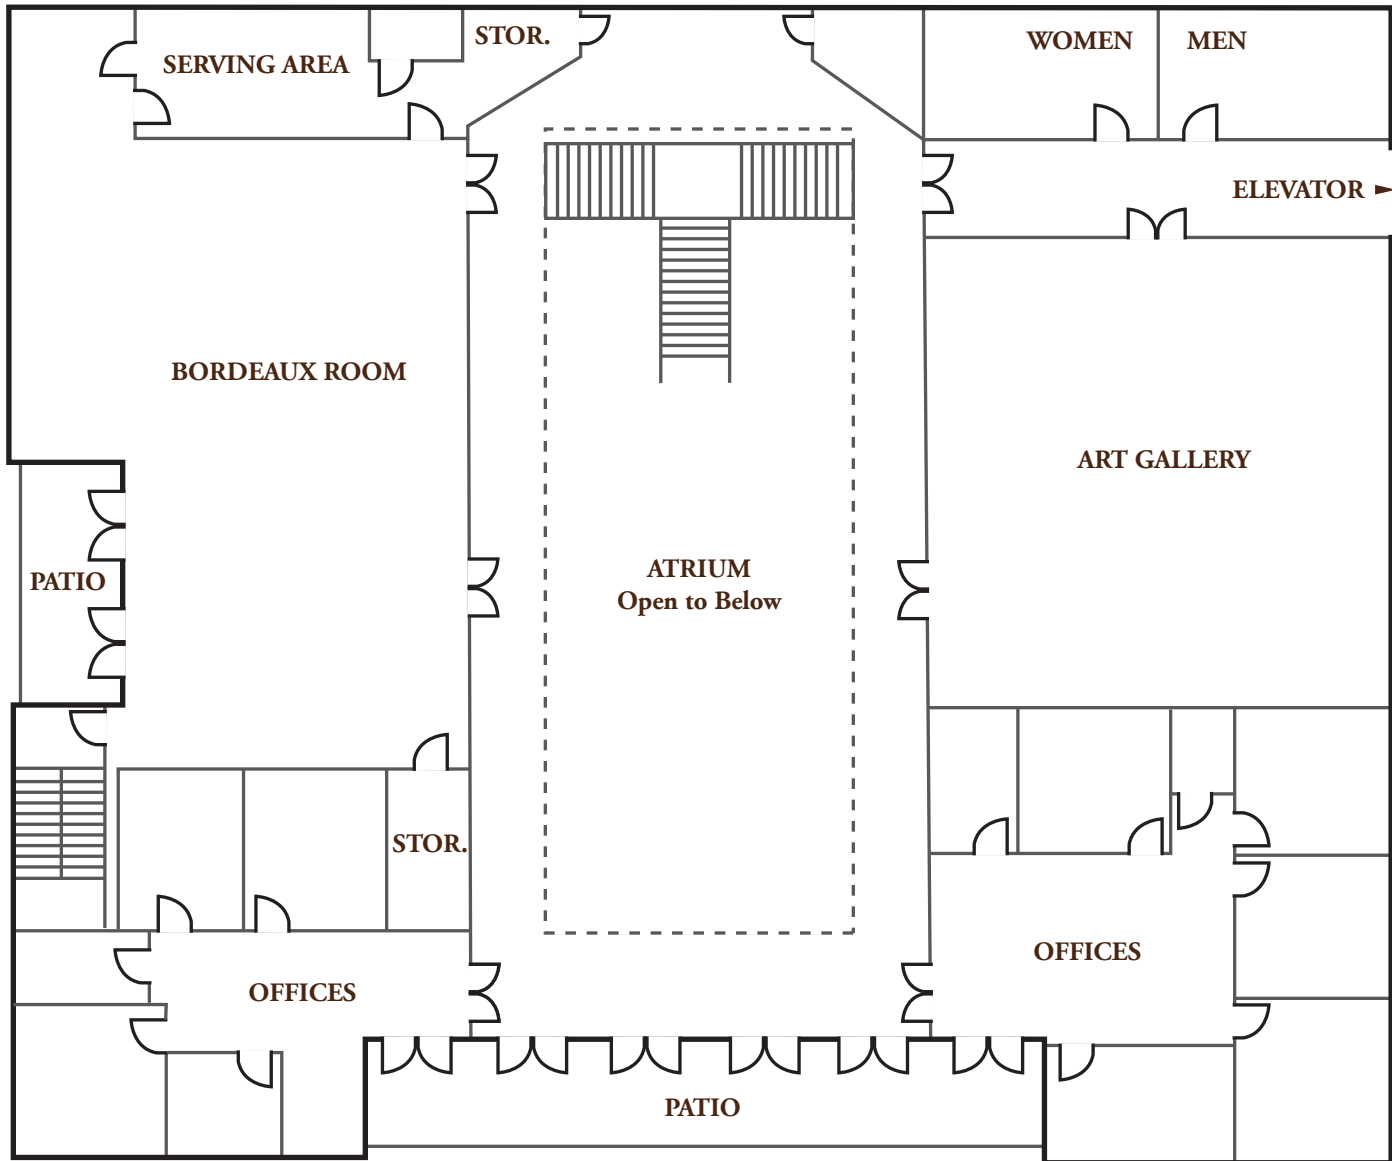 STOR.
WOMEN
MEN
SERVING AREA
ELEVATOR
BORDEAUX ROOM
ART GALLERY
ATRIUM
Open to Below
PATIO
STOR.
OFFICES
OFFICES
PATIO